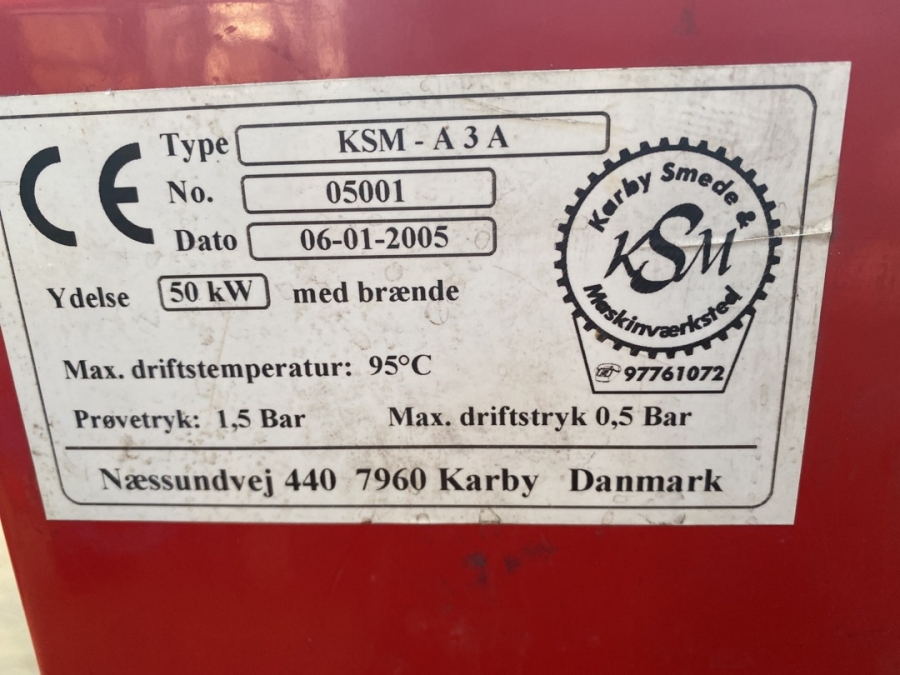 CE
Type KSM - A 3 A
No. 05001
Dato 06-01-2005
Ydelse 50 kW med brænde
Max. driftstemperatur: 95°C
Prøvetryk: 1,5 Bar Max. driftstryk 0,5 Bar
Næssundvej 440 7960 Karby Danmark
Karby Smede &
KSM
Maskinværksted
97761072